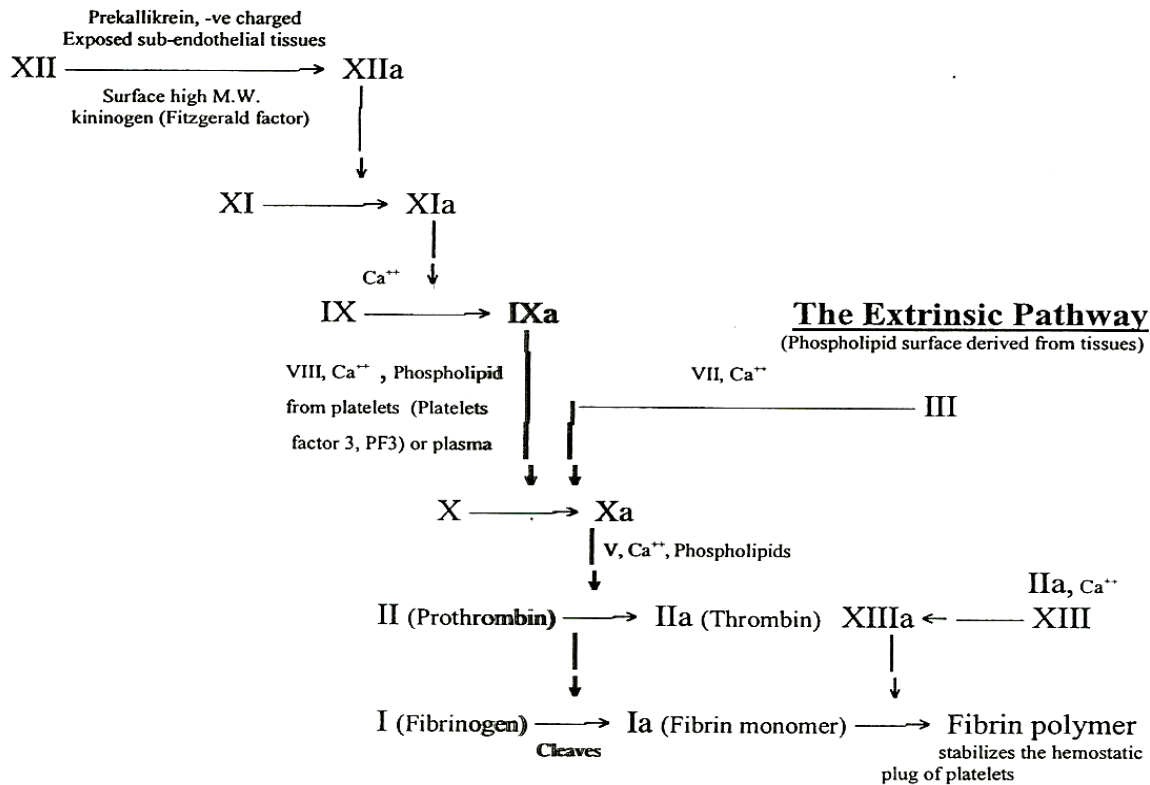 Prekallikrein, -ve charged
Exposed sub-endothelial tissues
XII XIIa
Surface high M.W.
kininogen (Fitzgerald factor)
XI XIa
Ca⁺⁺
IX IXa
The Extrinsic Pathway
(Phospholipid surface derived from tissues)
VIII, Ca⁺⁺ , Phospholipid
from platelets (Platelets
factor 3, PF3) or plasma
VII, Ca⁺⁺
III
X Xa
V, Ca⁺⁺, Phospholipids
IIa, Ca⁺⁺
II (Prothrombin) IIa (Thrombin) XIIIa XIII
I (Fibrinogen) Ia (Fibrin monomer) Fibrin polymer
Cleaves
stabilizes the hemostatic
plug of platelets